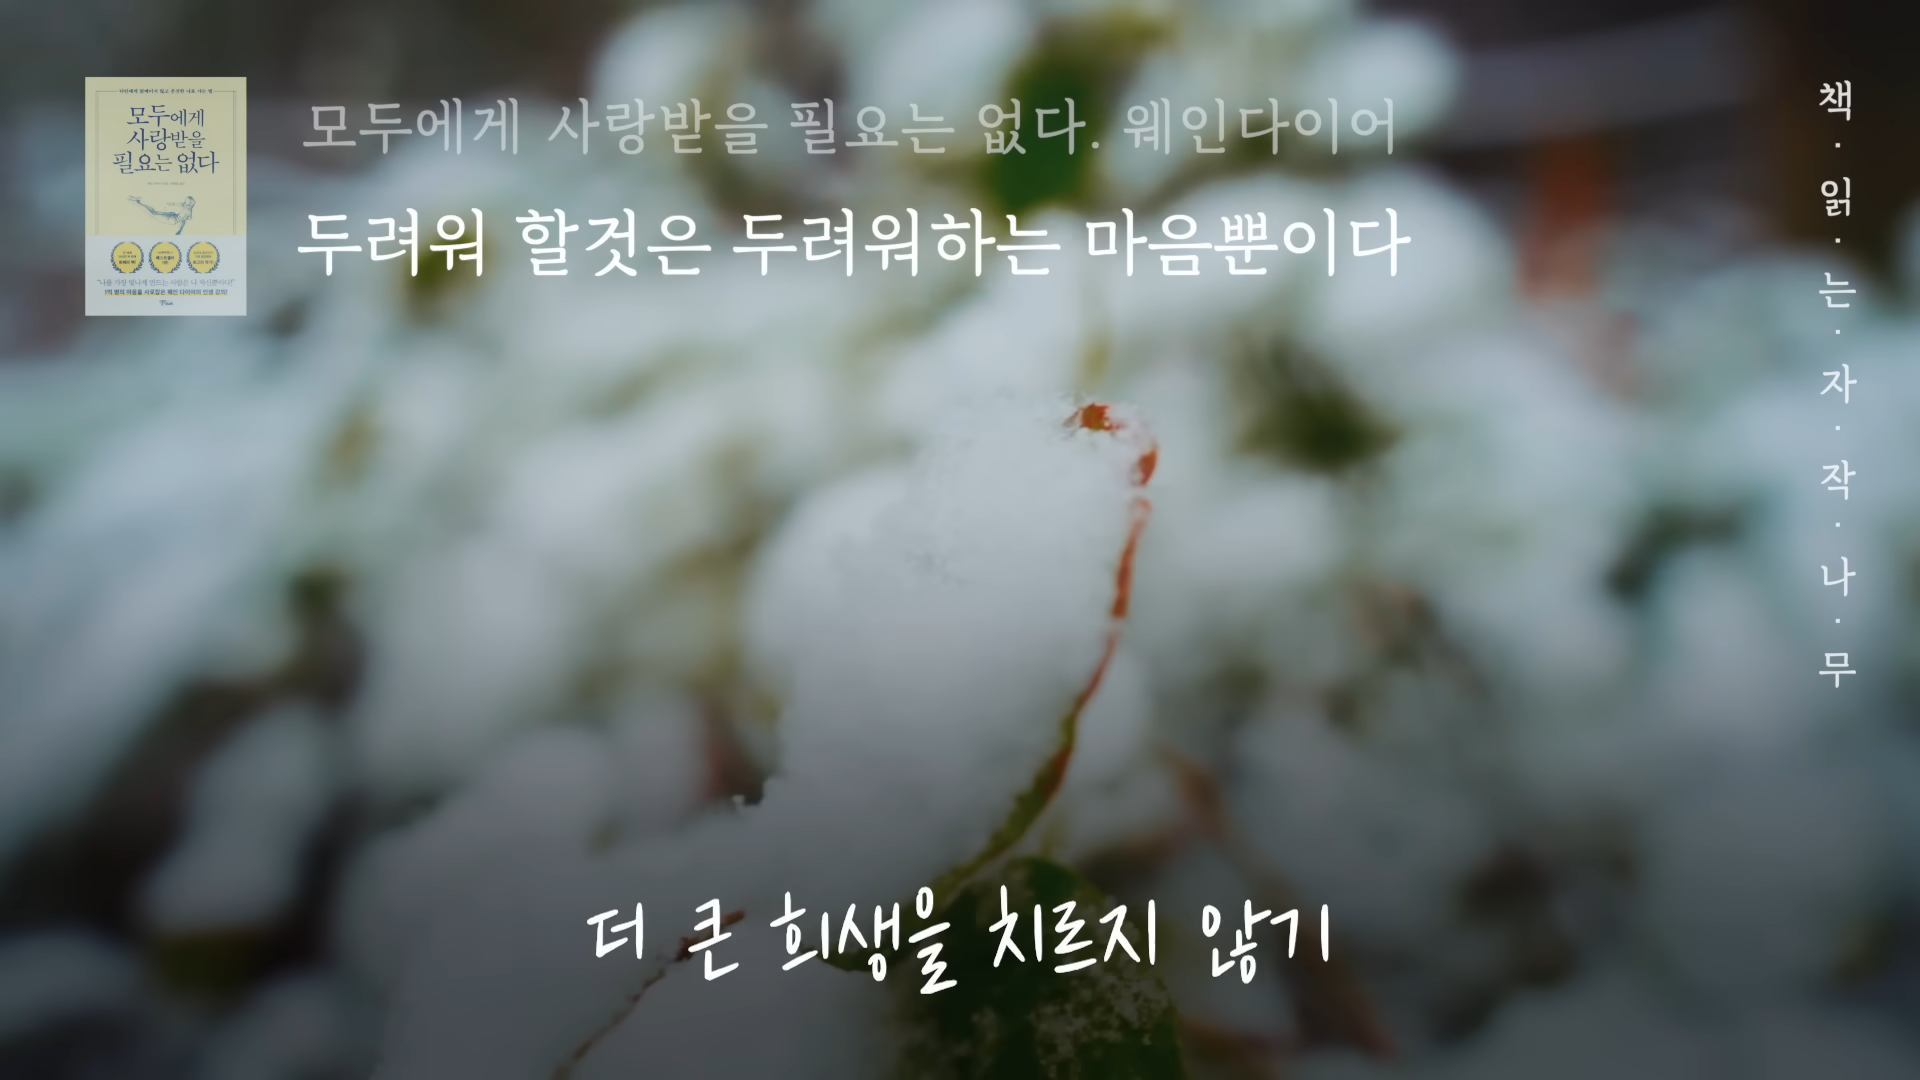 모두에게
사랑받을
필요는 없다
모두에게 사랑받을 필요는 없다. 웨인다이어
두려워 할것은 두려워하는 마음뿐이다
책·읽·는·자·작·나·무
더 큰 희생을 치르지 않기